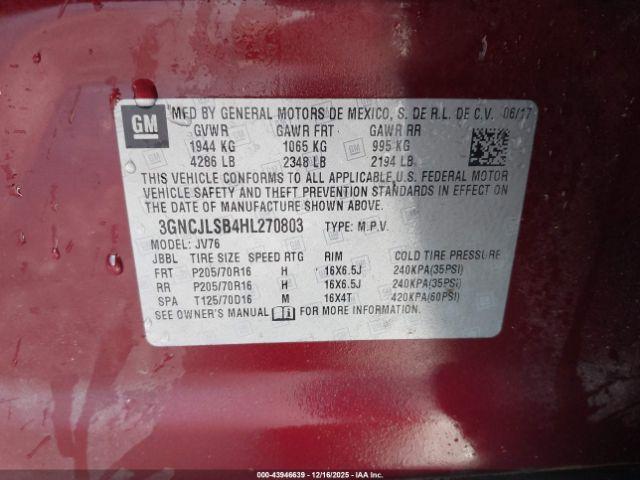 GM
MFD BY GENERAL MOTORS DE MEXICO, S. DE R.L. DE C.V. 06/17
GVWR GAWR FRT GAWR RR
1944 KG 1065 KG 995 KG
4286 LB 2348 LB 2194 LB
THIS VEHICLE CONFORMS TO ALL APPLICABLE U.S. FEDERAL MOTOR
VEHICLE SAFETY AND THEFT PREVENTION STANDARDS IN EFFECT ON
THE DATE OF MANUFACTURE SHOWN ABOVE.
3GNCJLSB4HL270803 TYPE: M.P.V.
MODEL: JV76
JBBL TIRE SIZE SPEED RTG RIM COLD TIRE PRESSURE
FRT P205/70R16 H 16X6.5J 240KPA(35PSI)
RR P205/70R16 H 16X6.5J 240KPA(35PSI)
SPA T125/70D16 M 16X4T 420KPA(60PSI)
SEE OWNER'S MANUAL FOR MORE INFORMATION.
000-43946639 - 12/16/2025 - IAAI.COM